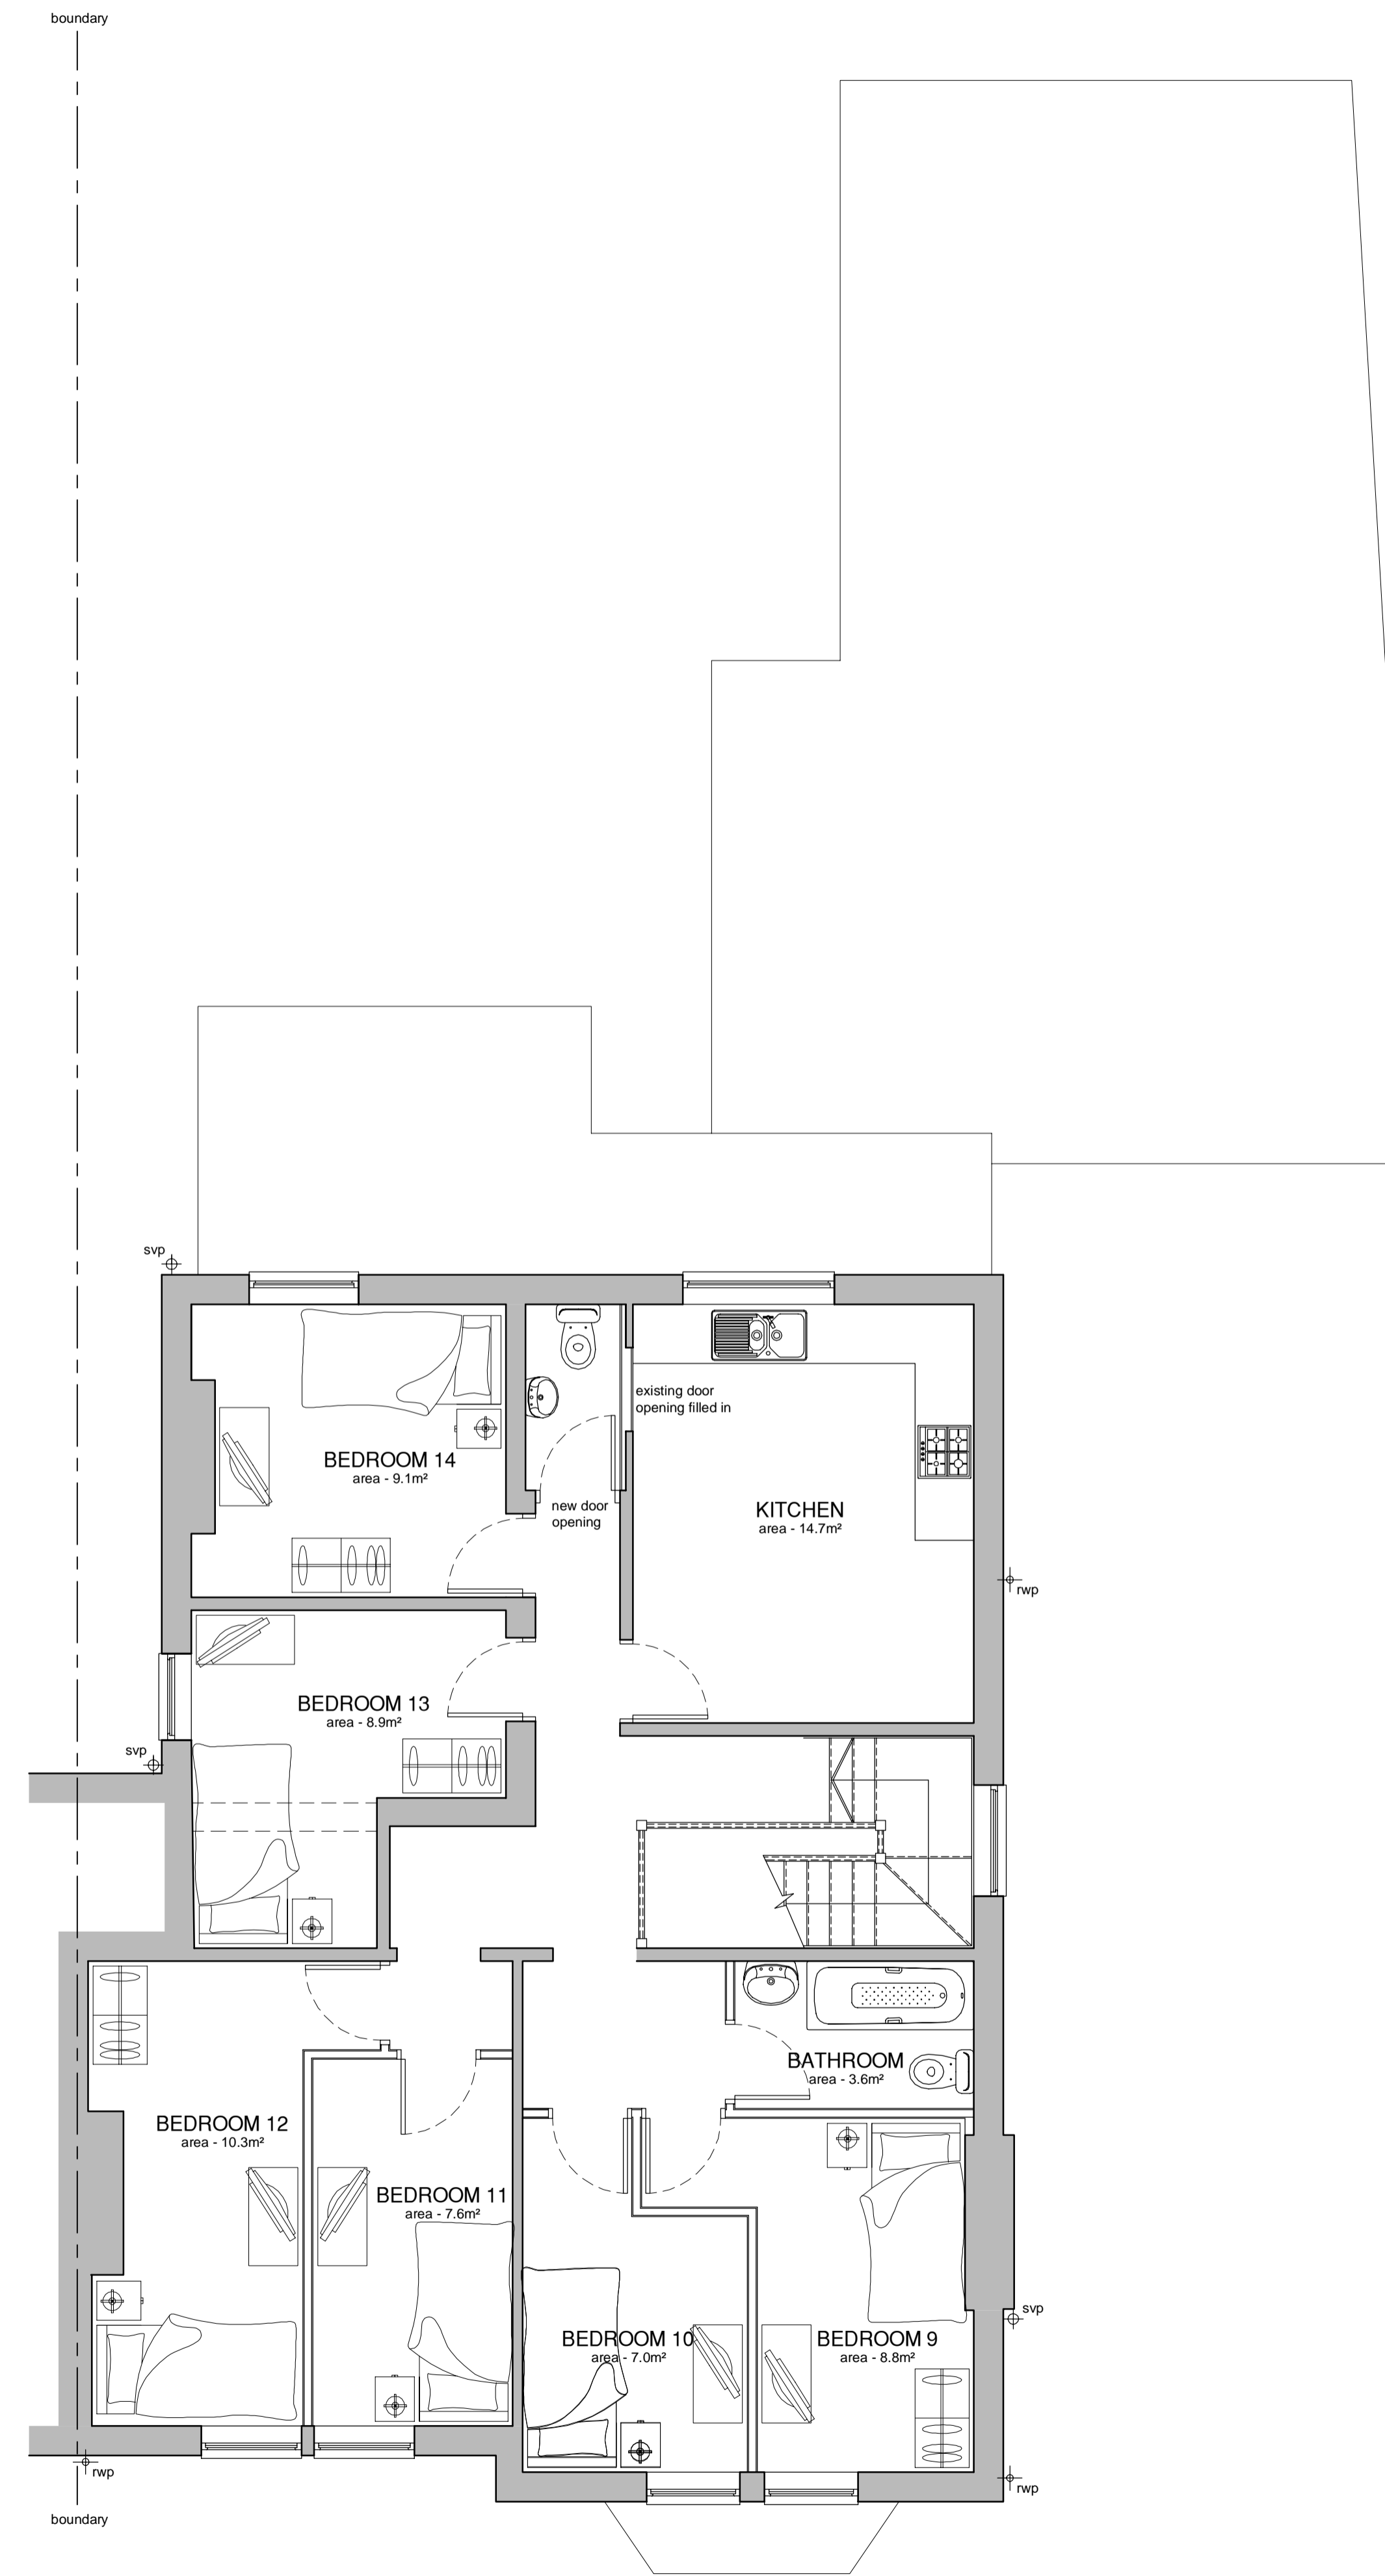 boundary
svp
existing door
opening filled in
BEDROOM 14
area - 9.1m²
new door
opening
KITCHEN
area - 14.7m²
rwp
BEDROOM 13
area - 8.9m²
svp
BATHROOM
area - 3.6m²
BEDROOM 12
area - 10.3m²
BEDROOM 11
area - 7.6m²
svp
BEDROOM 10
area - 7.0m²
BEDROOM 9
area - 8.8m²
rwp
rwp
boundary